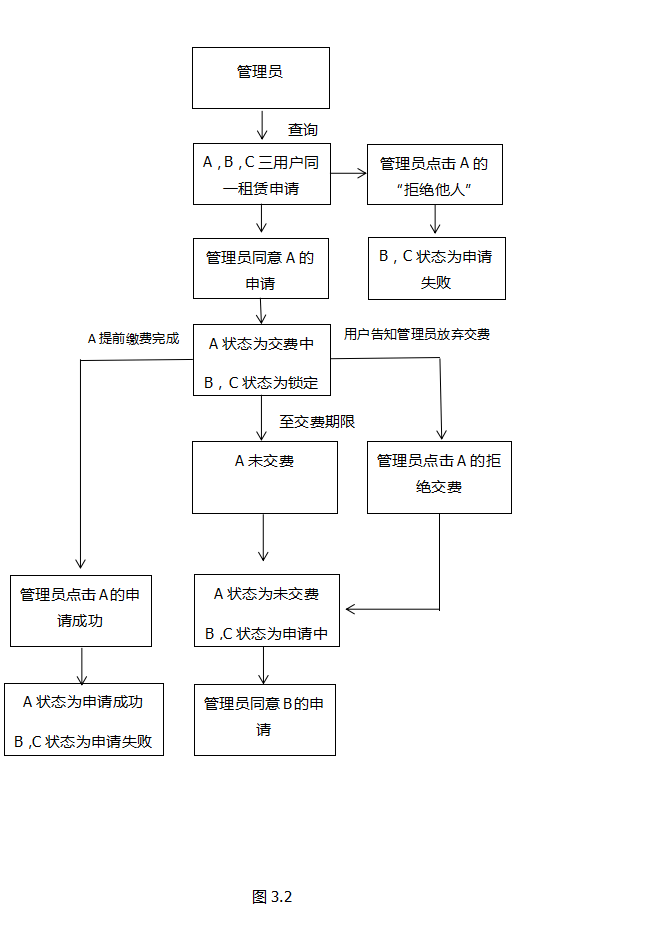 管理员
查询
A , B , C 三用户同
一租赁申请
管理员点击 A 的
“拒绝他人”
管理员同意 A 的
申请
B , C 状态为申请
失败
A 提前缴费完成
A 状态为交费中
B , C 状态为锁定
用户告知管理员放弃交费
至交费期限
A 未交费
管理员点击 A 的拒
绝交费
管理员点击 A 的申
请成功
A 状态为未交费
B ,C 状态为申请中
A 状态为申请成功
B ,C 状态为申请失败
管理员同意 B 的申
请
图 3.2